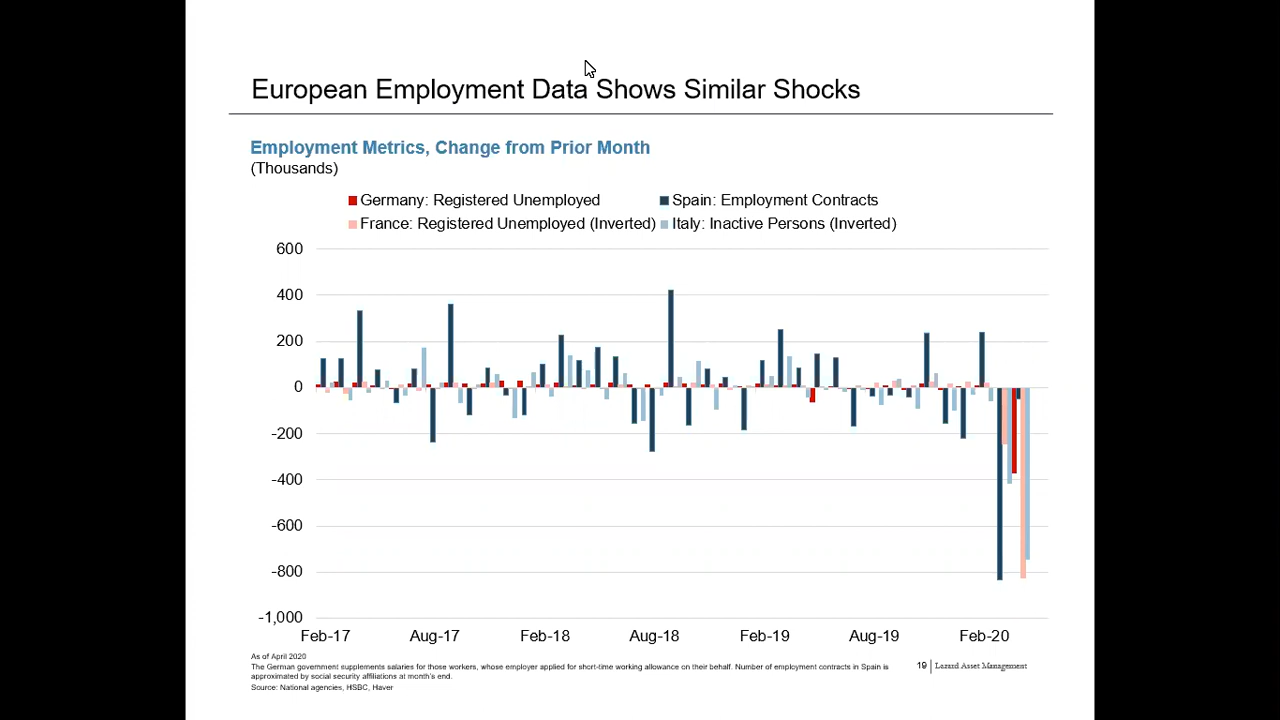 European Employment Data Shows Similar Shocks
Employment Metrics, Change from Prior Month
(Thousands)
Germany: Registered Unemployed
Spain: Employment Contracts
France: Registered Unemployed (Inverted)
Italy: Inactive Persons (Inverted)
600
400
200
0
-200
-400
-600
-800
-1,000
Feb-17 Aug-17 Feb-18 Aug-18 Feb-19 Aug-19 Feb-20
As of April 2020
The German government supplements salaries for those workers, whose employer applied for short-time working allowance on their behalf. Number of employment contracts in Spain is
approximated by social security affiliations at month's end.
Source: National agencies, HSBC, Haver
19 Lazard Asset Management